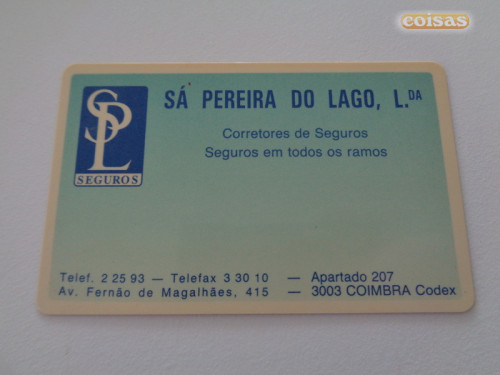 coisas
SÁ PEREIRA DO LAGO, L.DA
Corretores de Seguros
Seguros em todos os ramos
SPL
SEGUROS
Telef. 2 25 93 — Telefax 3 30 10 — Apartado 207
Av. Fernão de Magalhães, 415 — 3003 COIMBRA Codex